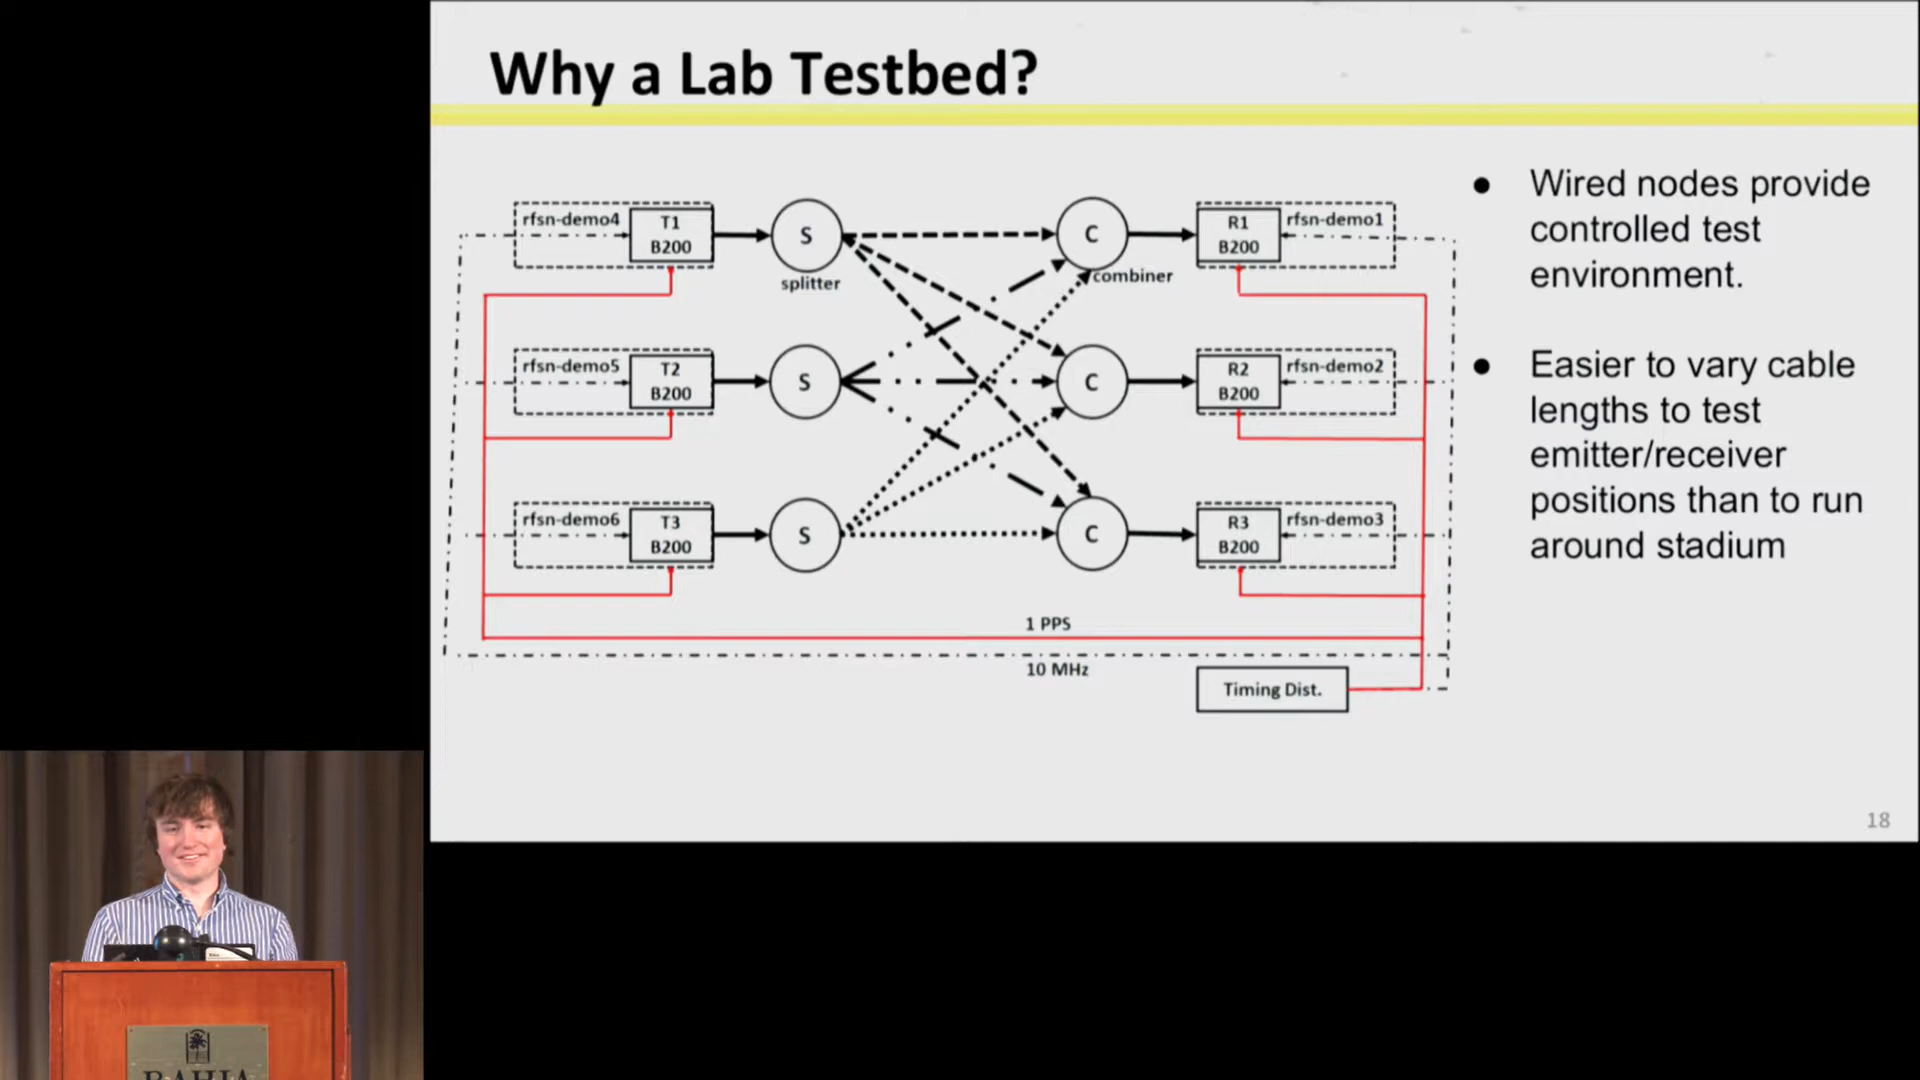 Why a Lab Testbed?
rfsn-demo4
T1
B200
S
splitter
C
combiner
R1
B200
rfsn-demo1
rfsn-demo5
T2
B200
S
C
R2
B200
rfsn-demo2
rfsn-demo6
T3
B200
S
C
R3
B200
rfsn-demo3
1 PPS
10 MHz
Timing Dist.
● Wired nodes provide
controlled test
environment.
● Easier to vary cable
lengths to test
emitter/receiver
positions than to run
around stadium
18
BAHIA